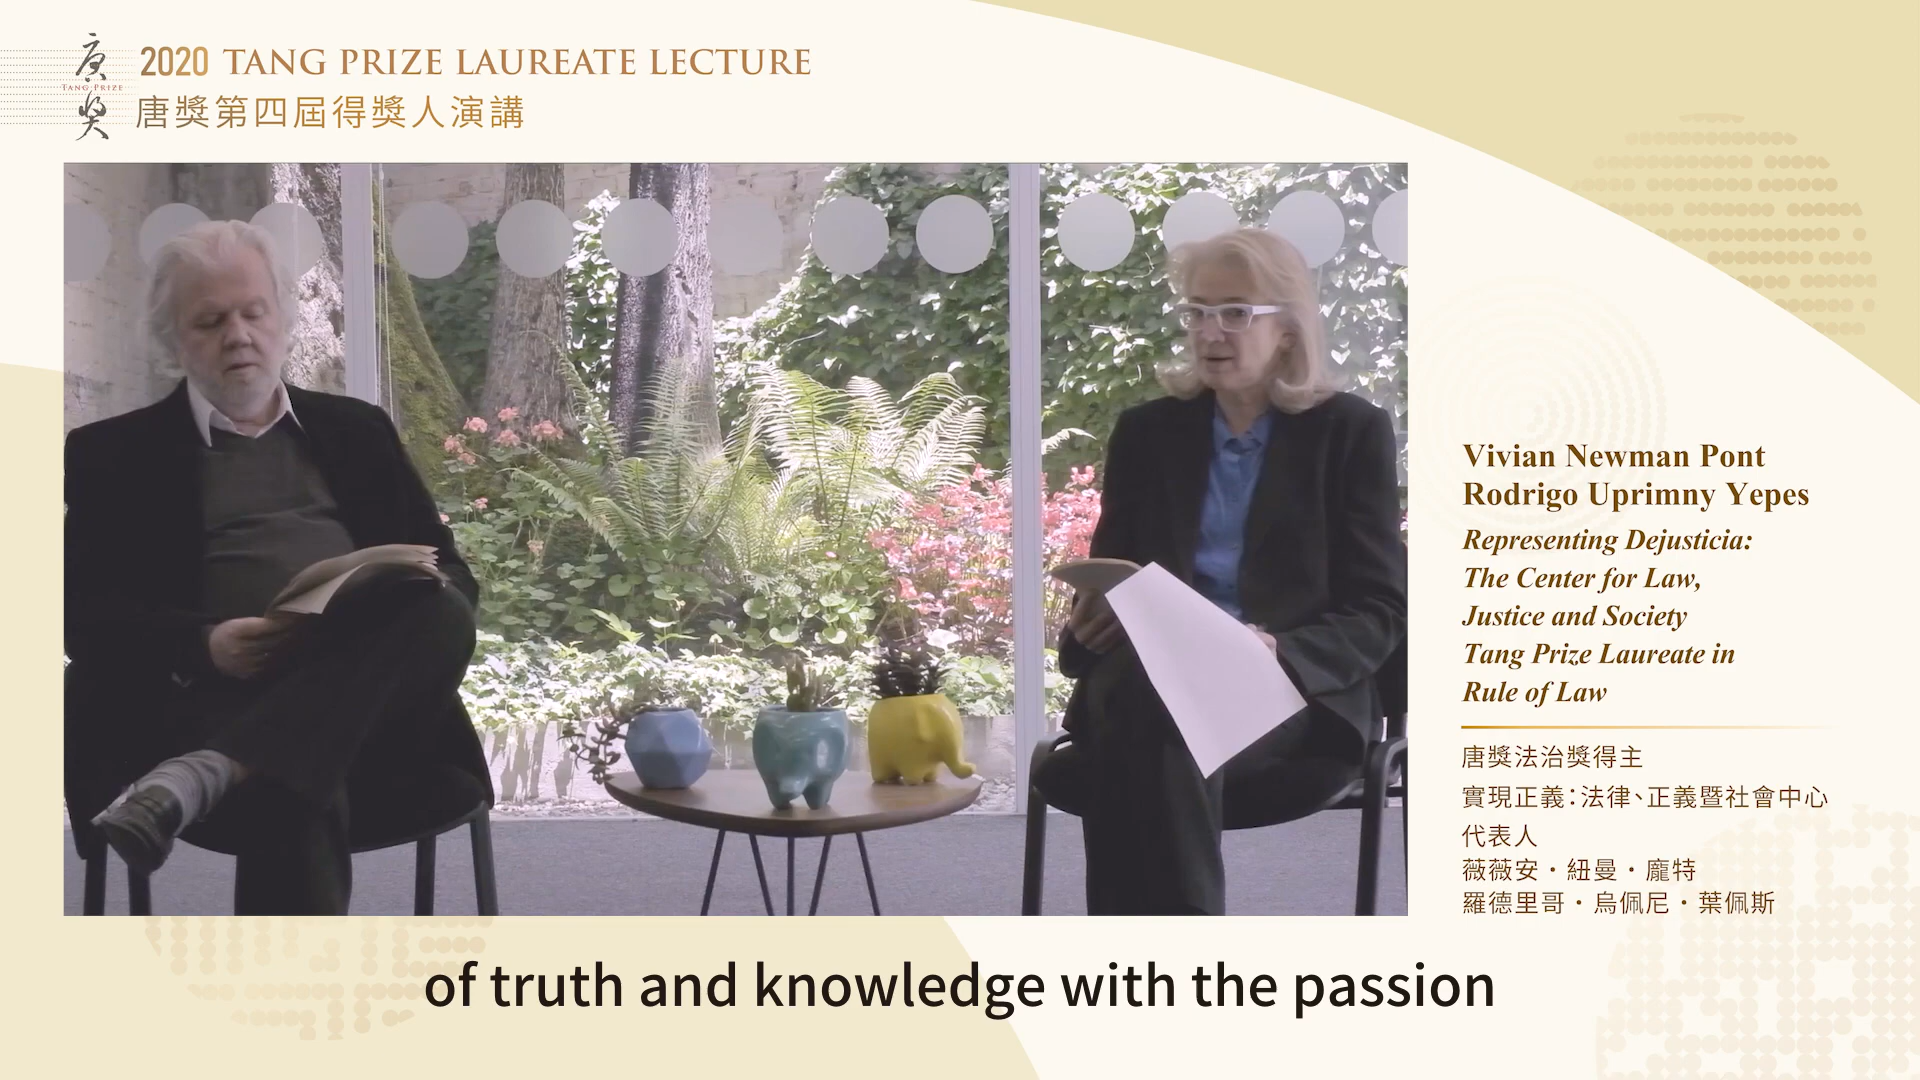 唐獎
TANG PRIZE
2020 TANG PRIZE LAUREATE LECTURE
唐獎第四屆得獎人演講
Vivian Newman Pont
Rodrigo Uprimny Yepes
Representing Dejusticia:
The Center for Law,
Justice and Society
Tang Prize Laureate in
Rule of Law
唐獎法治獎得主
實現正義：法律、正義暨社會中心
代表人
薇薇安・紐曼・龐特
羅德里哥・烏佩尼・葉佩斯
of truth and knowledge with the passion